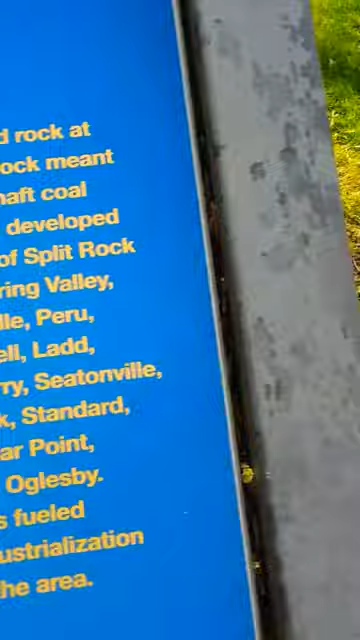 d rock at
ock meant
haft coal
developed
of Split Rock
ring Valley,
lle, Peru,
ell, Ladd,
rry, Seatonville,
k, Standard,
ar Point,
Oglesby.
s fueled
ustrialization
he area.